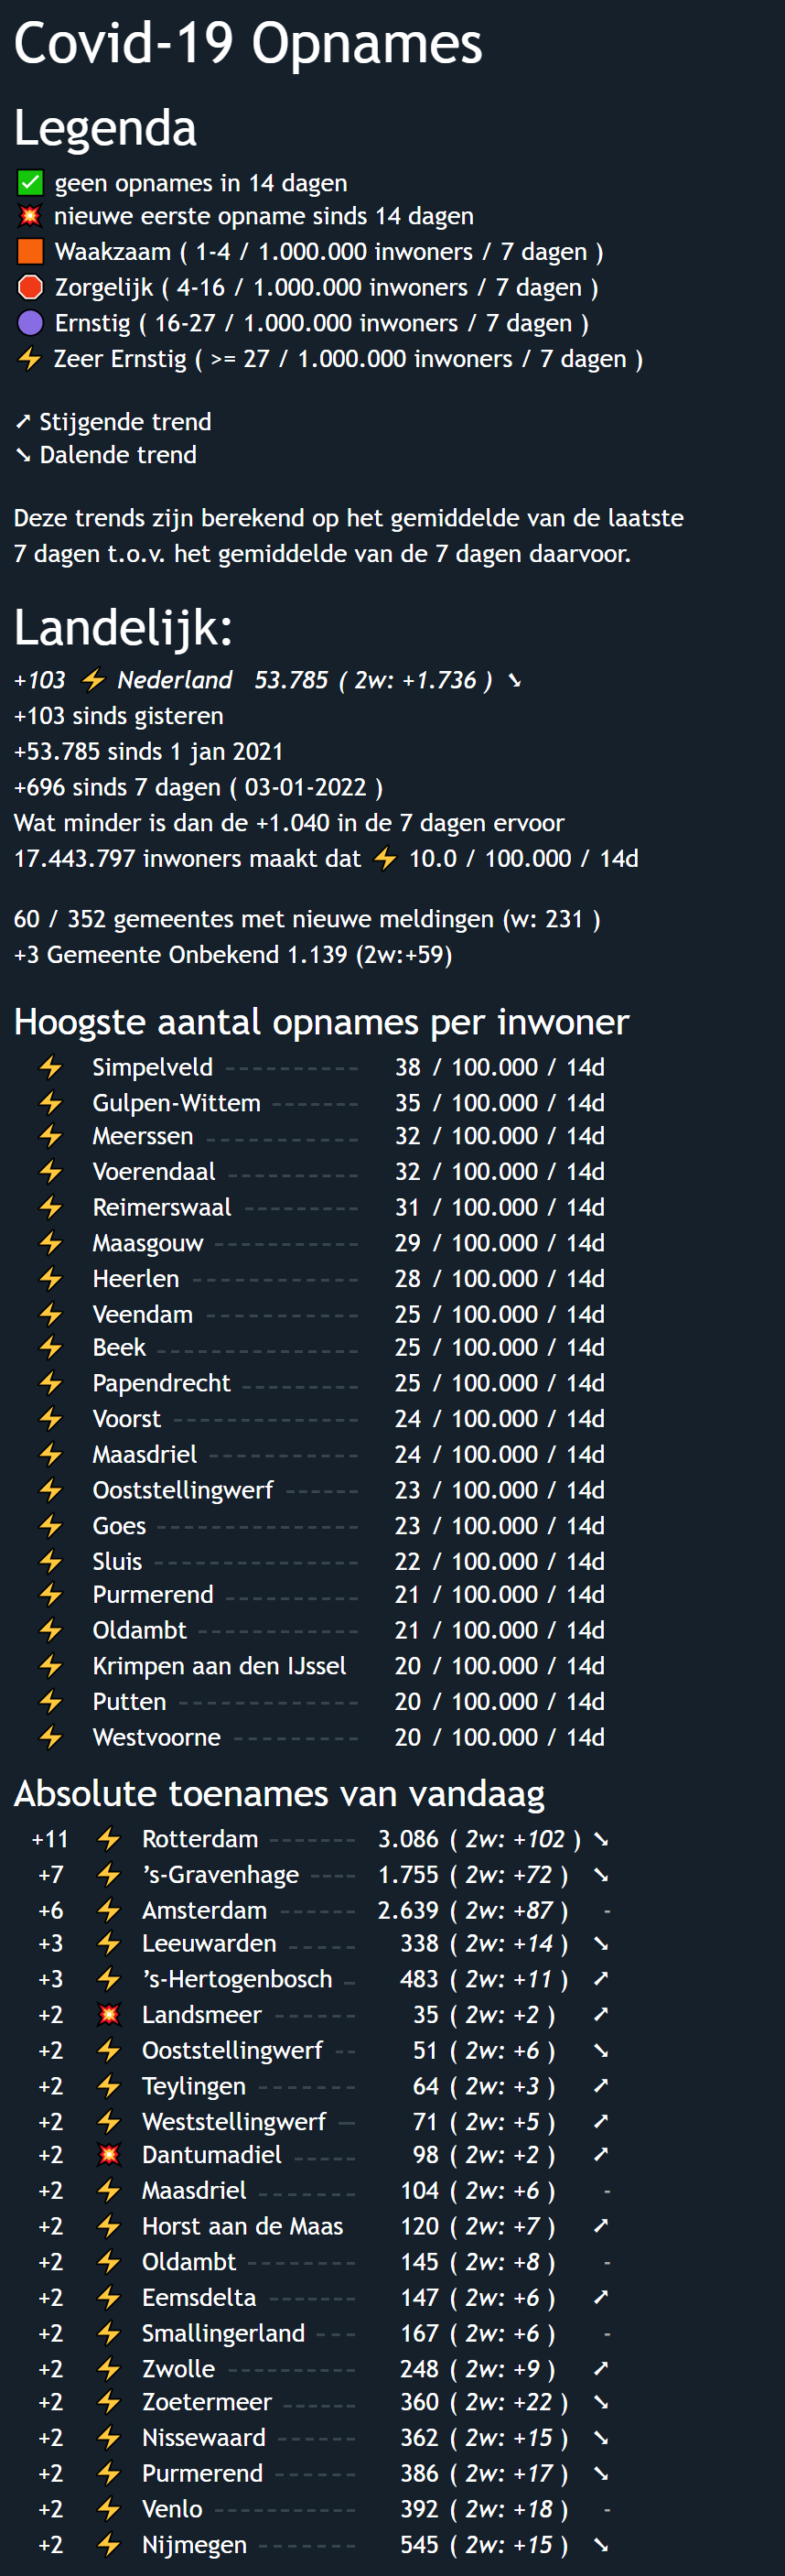 Covid-19 Opnames
Legenda
✅ geen opnames in 14 dagen
💥 nieuwe eerste opname sinds 14 dagen
🟧 Waakzaam ( 1-4 / 1.000.000 inwoners / 7 dagen )
🛑 Zorgelijk ( 4-16 / 1.000.000 inwoners / 7 dagen )
🟣 Ernstig ( 16-27 / 1.000.000 inwoners / 7 dagen )
⚡ Zeer Ernstig ( >= 27 / 1.000.000 inwoners / 7 dagen )
➚ Stijgende trend
➘ Dalende trend
Deze trends zijn berekend op het gemiddelde van de laatste
7 dagen t.o.v. het gemiddelde van de 7 dagen daarvoor.
Landelijk:
+103 ⚡ Nederland 53.785 ( 2w: +1.736 ) ➘
+103 sinds gisteren
+53.785 sinds 1 jan 2021
+696 sinds 7 dagen ( 03-01-2022 )
Wat minder is dan de +1.040 in de 7 dagen ervoor
17.443.797 inwoners maakt dat ⚡ 10.0 / 100.000 / 14d
60 / 352 gemeentes met nieuwe meldingen (w: 231 )
+3 Gemeente Onbekend 1.139 (2w:+59)
Hoogste aantal opnames per inwoner
⚡ Simpelveld ---------- 38 / 100.000 / 14d
⚡ Gulpen-Wittem ------- 35 / 100.000 / 14d
⚡ Meerssen ------------ 32 / 100.000 / 14d
⚡ Voerendaal ---------- 32 / 100.000 / 14d
⚡ Reimerswaal --------- 31 / 100.000 / 14d
⚡ Maasgouw ----------- 29 / 100.000 / 14d
⚡ Heerlen ------------- 28 / 100.000 / 14d
⚡ Veendam ------------ 25 / 100.000 / 14d
⚡ Beek ---------------- 25 / 100.000 / 14d
⚡ Papendrecht --------- 25 / 100.000 / 14d
⚡ Voorst -------------- 24 / 100.000 / 14d
⚡ Maasdriel ----------- 24 / 100.000 / 14d
⚡ Ooststellingwerf ------ 23 / 100.000 / 14d
⚡ Goes ---------------- 23 / 100.000 / 14d
⚡ Sluis ---------------- 22 / 100.000 / 14d
⚡ Purmerend ---------- 21 / 100.000 / 14d
⚡ Oldambt ------------ 21 / 100.000 / 14d
⚡ Krimpen aan den IJssel 20 / 100.000 / 14d
⚡ Putten -------------- 20 / 100.000 / 14d
⚡ Westvoorne --------- 20 / 100.000 / 14d
Absolute toenames van vandaag
+11 ⚡ Rotterdam ------- 3.086 ( 2w: +102 ) ➘
+7 ⚡ ’s-Gravenhage ---- 1.755 ( 2w: +72 ) ➘
+6 ⚡ Amsterdam ------ 2.639 ( 2w: +87 ) -
+3 ⚡ Leeuwarden ----- 338 ( 2w: +14 ) ➘
+3 ⚡ ’s-Hertogenbosch - 483 ( 2w: +11 ) ➚
+2 💥 Landsmeer ------ 35 ( 2w: +2 ) ➚
+2 ⚡ Ooststellingwerf -- 51 ( 2w: +6 ) ➘
+2 ⚡ Teylingen ------- 64 ( 2w: +3 ) ➚
+2 ⚡ Weststellingwerf — 71 ( 2w: +5 ) ➚
+2 💥 Dantumadiel ----- 98 ( 2w: +2 ) ➚
+2 ⚡ Maasdriel ------- 104 ( 2w: +6 ) -
+2 ⚡ Horst aan de Maas 120 ( 2w: +7 ) ➚
+2 ⚡ Oldambt -------- 145 ( 2w: +8 ) -
+2 ⚡ Eemsdelta ------- 147 ( 2w: +6 ) ➚
+2 ⚡ Smallingerland --- 167 ( 2w: +6 ) -
+2 ⚡ Zwolle ---------- 248 ( 2w: +9 ) ➚
+2 ⚡ Zoetermeer ------ 360 ( 2w: +22 ) ➘
+2 ⚡ Nissewaard ------ 362 ( 2w: +15 ) ➘
+2 ⚡ Purmerend ------ 386 ( 2w: +17 ) ➘
+2 ⚡ Venlo ----------- 392 ( 2w: +18 ) -
+2 ⚡ Nijmegen ------- 545 ( 2w: +15 ) ➘